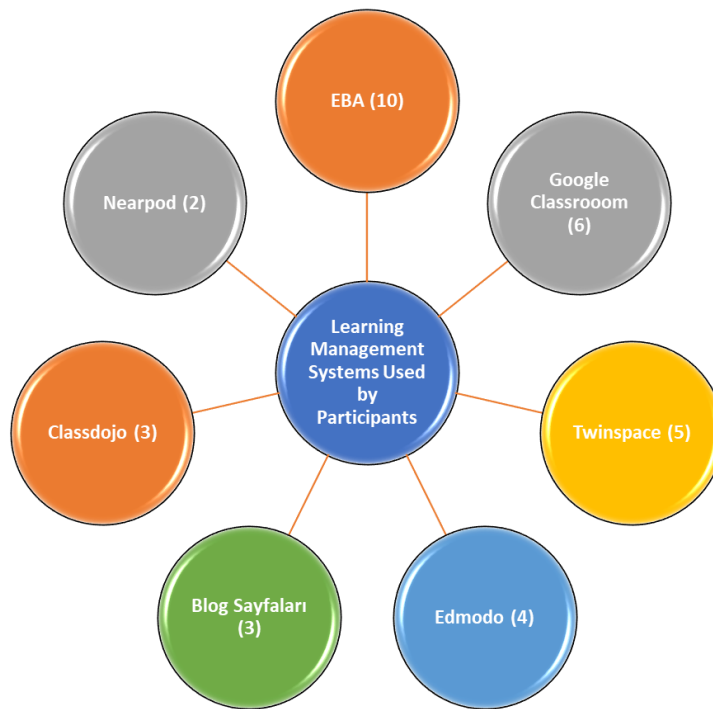 EBA (10)
Google
Classrooom
(6)
Nearpod (2)
Learning
Management
Systems Used
by
Participants
Classdojo (3)
Twinspace (5)
Blog Sayfaları
(3)
Edmodo (4)